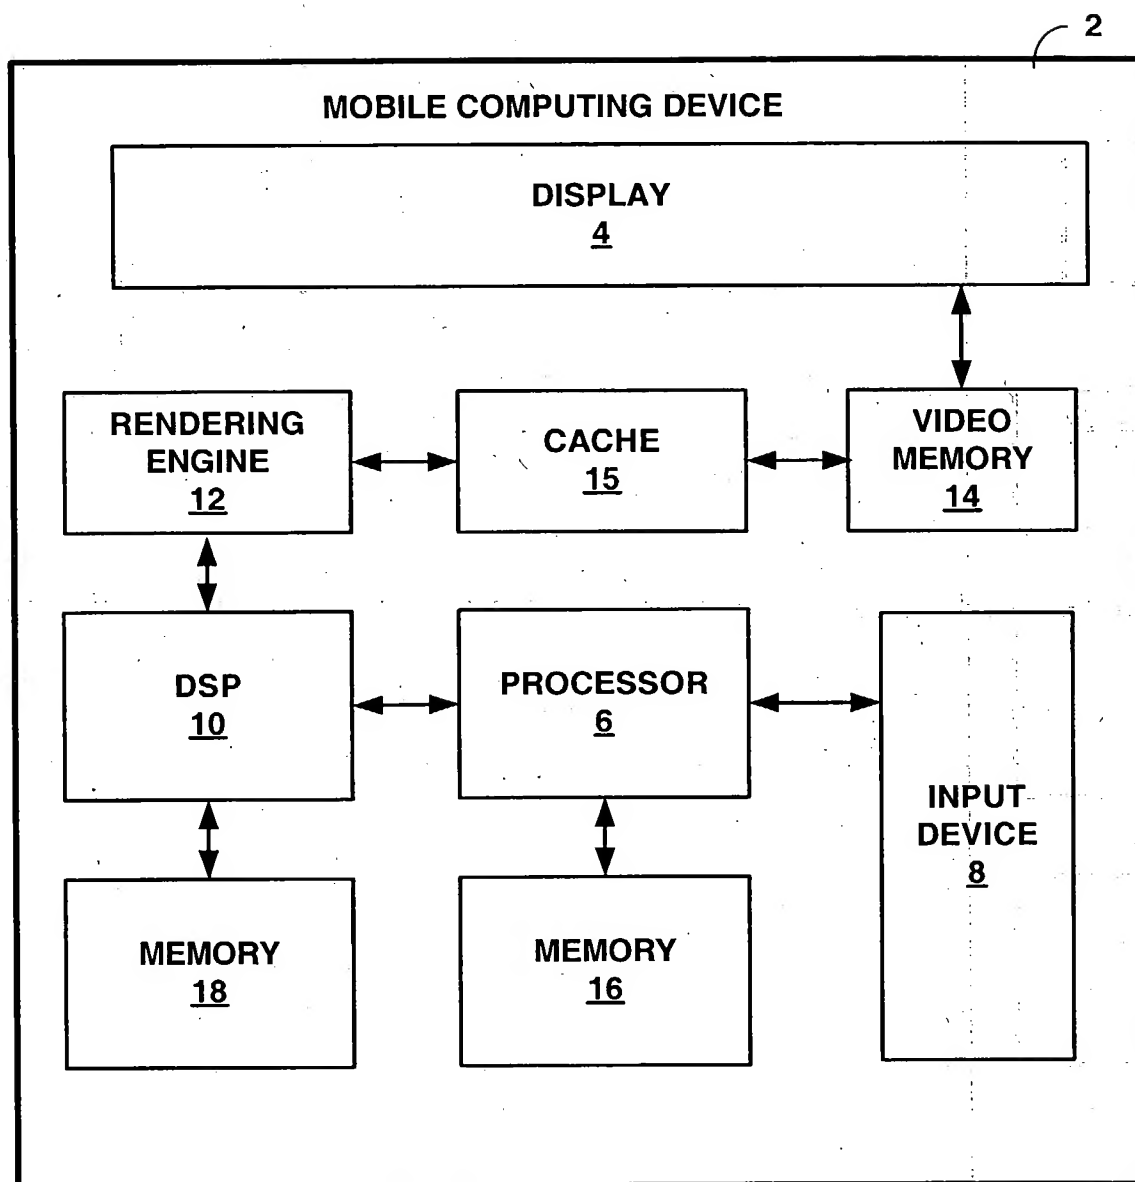 2
MOBILE COMPUTING DEVICE
DISPLAY
4
RENDERING
ENGINE
12
CACHE
15
VIDEO
MEMORY
14
DSP
10
PROCESSOR
6
INPUT
DEVICE
8
MEMORY
18
MEMORY
16